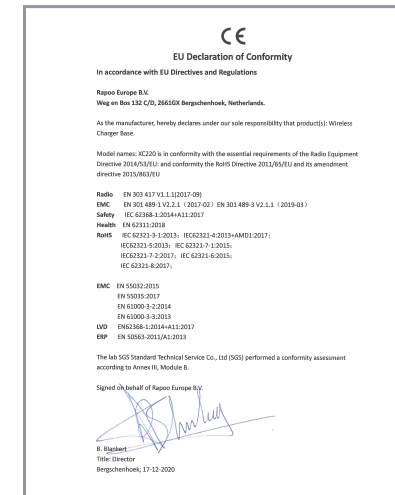 CE
EU Declaration of Conformity
In accordance with EU Directives and Regulations
Rapoo Europe B.V.
Weg en Bos 132 C/D, 2661GX Bergschenhoek, Netherlands.
As the manufacturer, hereby declares under our sole responsibility that product(s): Wireless
Charger Base.
Model names: XC220 is in conformity with the essential requirements of the Radio Equipment
Directive 2014/53/EU: and conformity the RoHS Directive 2011/65/EU and its amendment
directive 2015/863/EU
Radio EN 303 417 V1.1.1(2017-09)
EMC EN 301 489-1 V2.2.1（2017-02）EN 301 489-3 V2.1.1（2019-03）
Safety IEC 62368-1:2014+A11:2017
Health EN 62311:2018
RoHS IEC 62321-3-1:2013；IEC62321-4:2013+AMD1:2017；
IEC62321-5:2013；IEC 62321-7-1:2015；
IEC62321-7-2:2017；IEC 62321-6:2015；
IEC 62321-8:2017；
EMC EN 55032:2015
EN 55035:2017
EN 61000-3-2:2014
EN 61000-3-3:2013
LVD EN62368-1:2014+A11:2017
ERP EN 50563-2011/A1:2013
The lab SGS Standard Technical Service Co., Ltd (SGS) performed a conformity assessment
according to Annex III, Module B.
Signed on behalf of Rapoo Europe B.V.
B. Blankert
Title: Director
Bergschenhoek; 17-12-2020